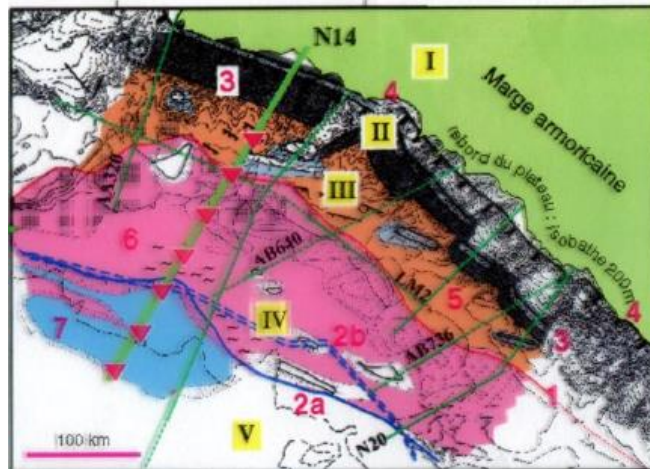 N14
I
3
4
Marge armoricaine
II
rebord du plateau : isobathe 200m
III
AA320
6
AB640
LM2
5
IV
7
2b
AB736
3
4
1
2a
V
N20
100 km